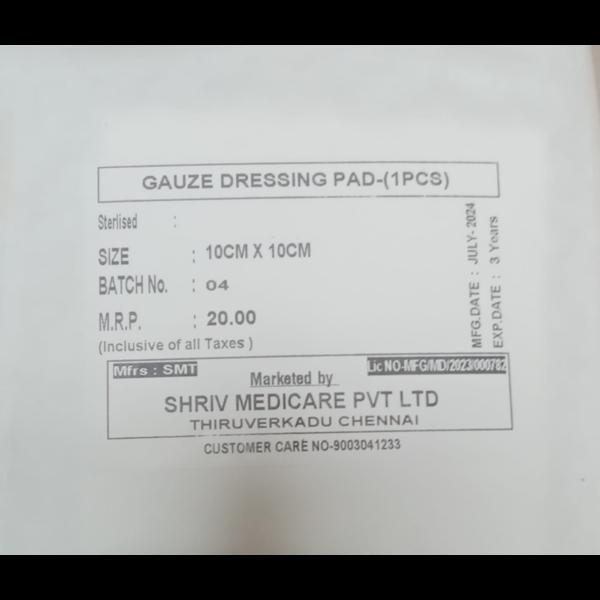 GAUZE DRESSING PAD-(1PCS)
Sterlised :
SIZE : 10CM X 10CM
BATCH No. : 04
M.R.P. : 20.00
(Inclusive of all Taxes )
MFG.DATE : JULY- 2024
EXP.DATE : 3 Years
Mfrs : SMT
Lic NO-MFG/MD/2023/000782
Marketed by
SHRIV MEDICARE PVT LTD
THIRUVERKADU CHENNAI
CUSTOMER CARE NO-9003041233